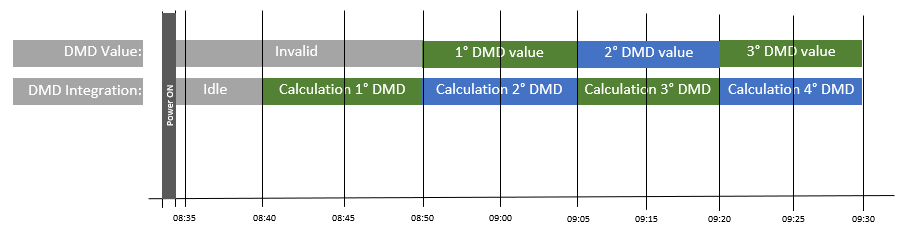 DMD Value: Invalid 1° DMD value 2° DMD value 3° DMD value
DMD Integration: Idle Calculation 1° DMD Calculation 2° DMD Calculation 3° DMD Calculation 4° DMD
Power ON
08:35 08:40 08:45 08:50 09:00 09:05 09:15 09:20 09:25 09:30